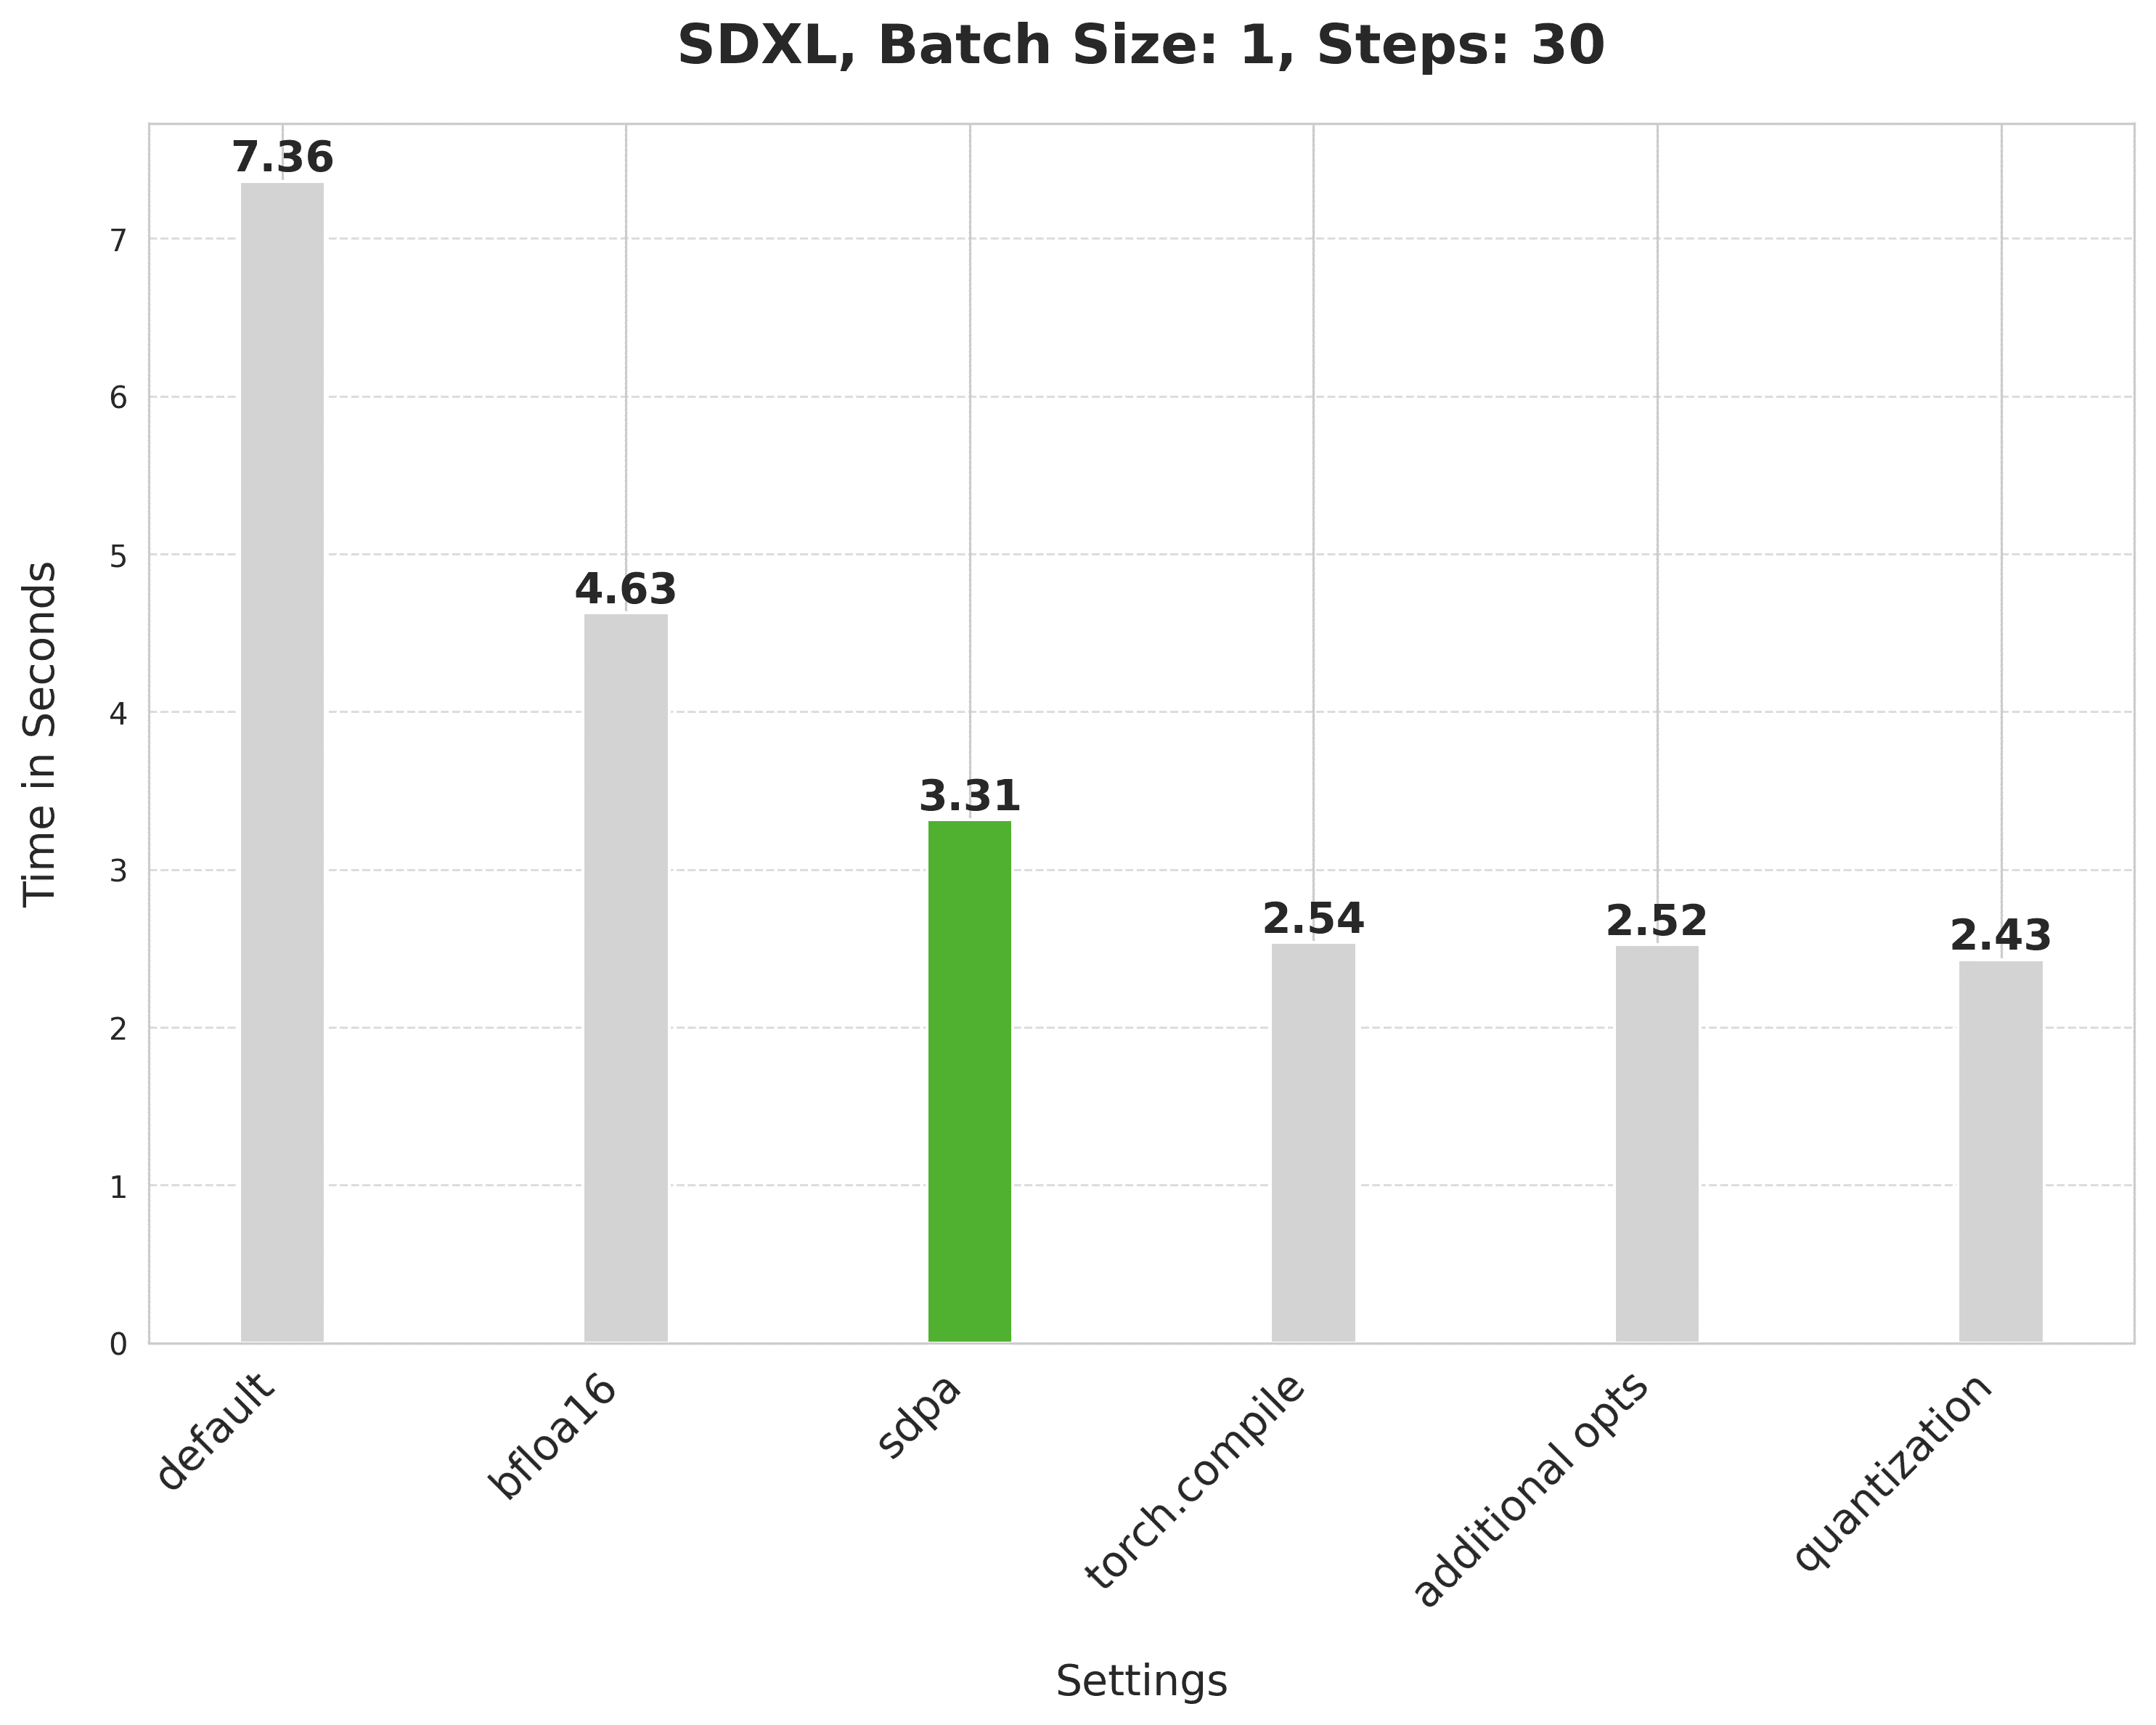 SDXL, Batch Size: 1, Steps: 30
Time in Seconds
7
6
5
4
3
2
1
0
7.36
4.63
3.31
2.54
2.52
2.43
default
bfloa16
sdpa
torch.compile
additional opts
quantization
Settings